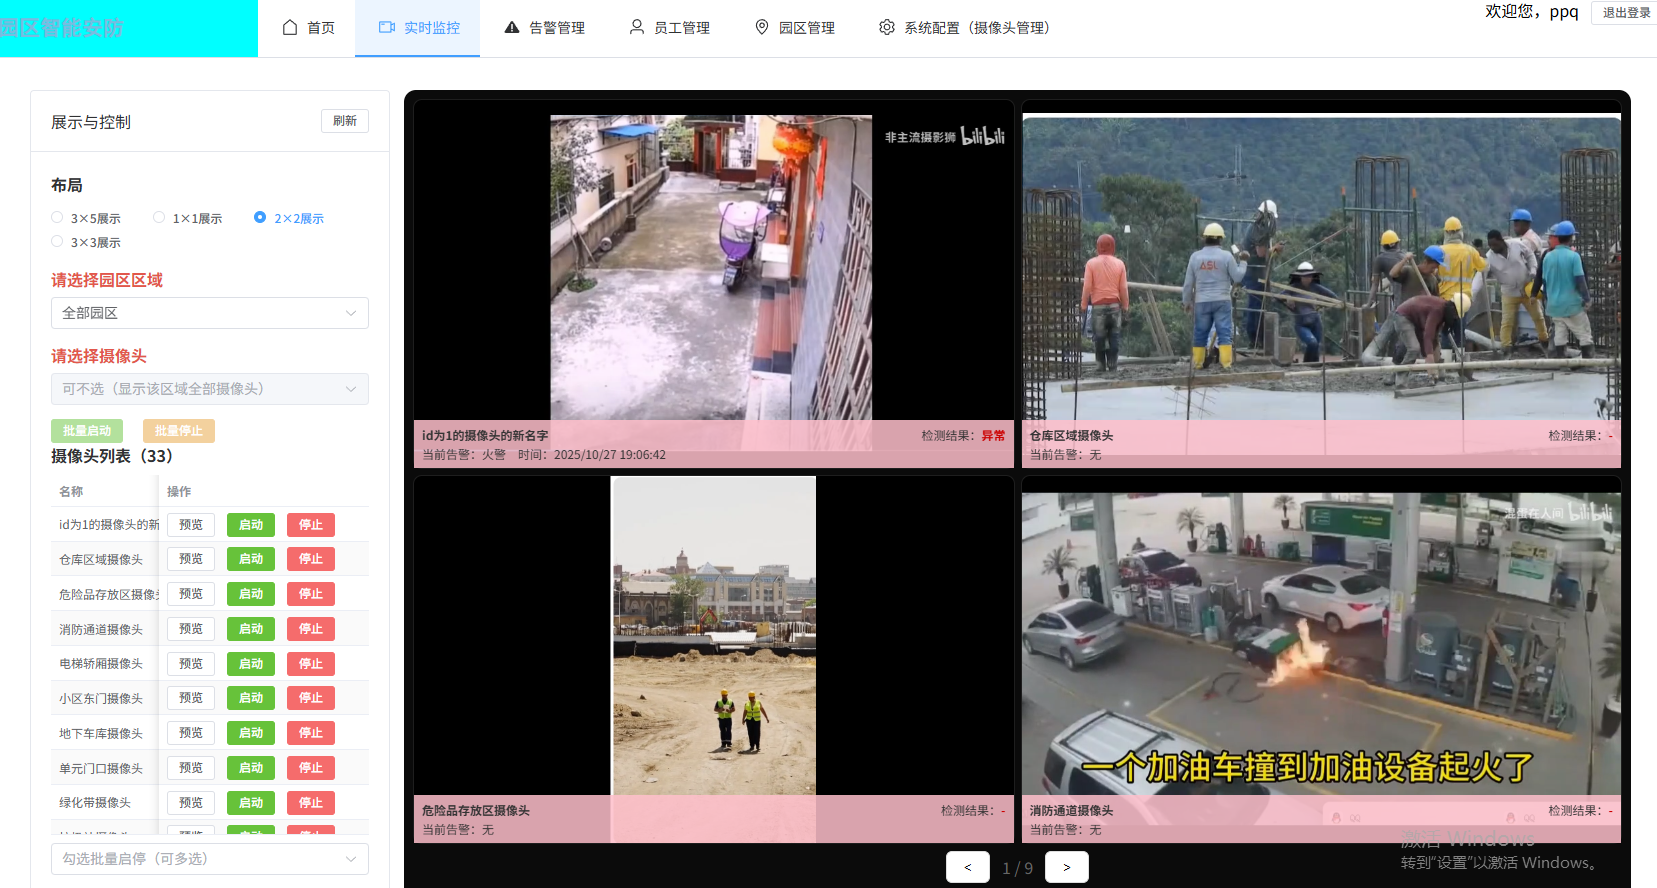 园区智能安防
首页
实时监控
告警管理
员工管理
园区管理
系统配置（摄像头管理）
欢迎您，ppq
退出登录
展示与控制
刷新
布局
3×5展示
1×1展示
2×2展示
3×3展示
请选择园区区域
全部园区
请选择摄像头
可不选（显示该区域全部摄像头）
批量启动
批量停止
摄像头列表（33）
名称 操作
id为1的摄像头的新 预览 启动 停止
仓库区域摄像头 预览 启动 停止
危险品存放区摄像头 预览 启动 停止
消防通道摄像头 预览 启动 停止
电梯轿厢摄像头 预览 启动 停止
小区东门摄像头 预览 启动 停止
地下车库摄像头 预览 启动 停止
单元门口摄像头 预览 启动 停止
绿化带摄像头 预览 启动 停止
勾选批量启停（可多选）
非主流摄影狮 bilibili
id为1的摄像头的新名字
检测结果：异常
当前告警：火警 时间：2025/10/27 19:06:42
ASL
仓库区域摄像头
检测结果：-
当前告警：无
危险品存放区摄像头
检测结果：-
当前告警：无
混蛋在人间 bilibili
一个加油车撞到加油设备起火了
消防通道摄像头
检测结果：-
当前告警：无
< 1 / 9 >
激活 Windows
转到“设置”以激活 Windows。